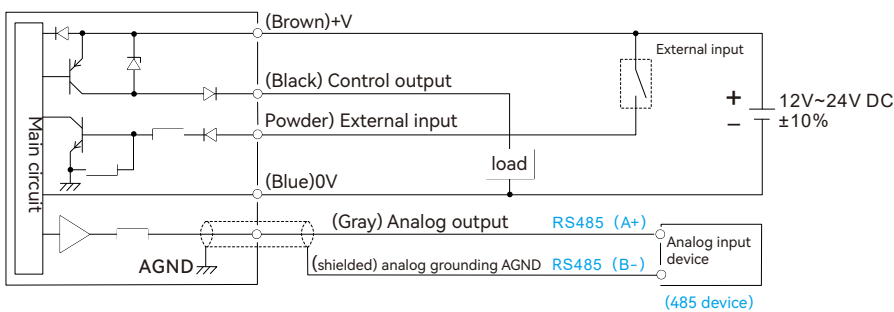 (Brown)+V
External input
(Black) Control output
+
12V~24V DC
−
±10%
Powder) External input
Main circuit
load
(Blue)0V
(Gray) Analog output
RS485 (A+)
Analog input
device
AGND
(shielded) analog grounding AGND
RS485 (B-)
(485 device)